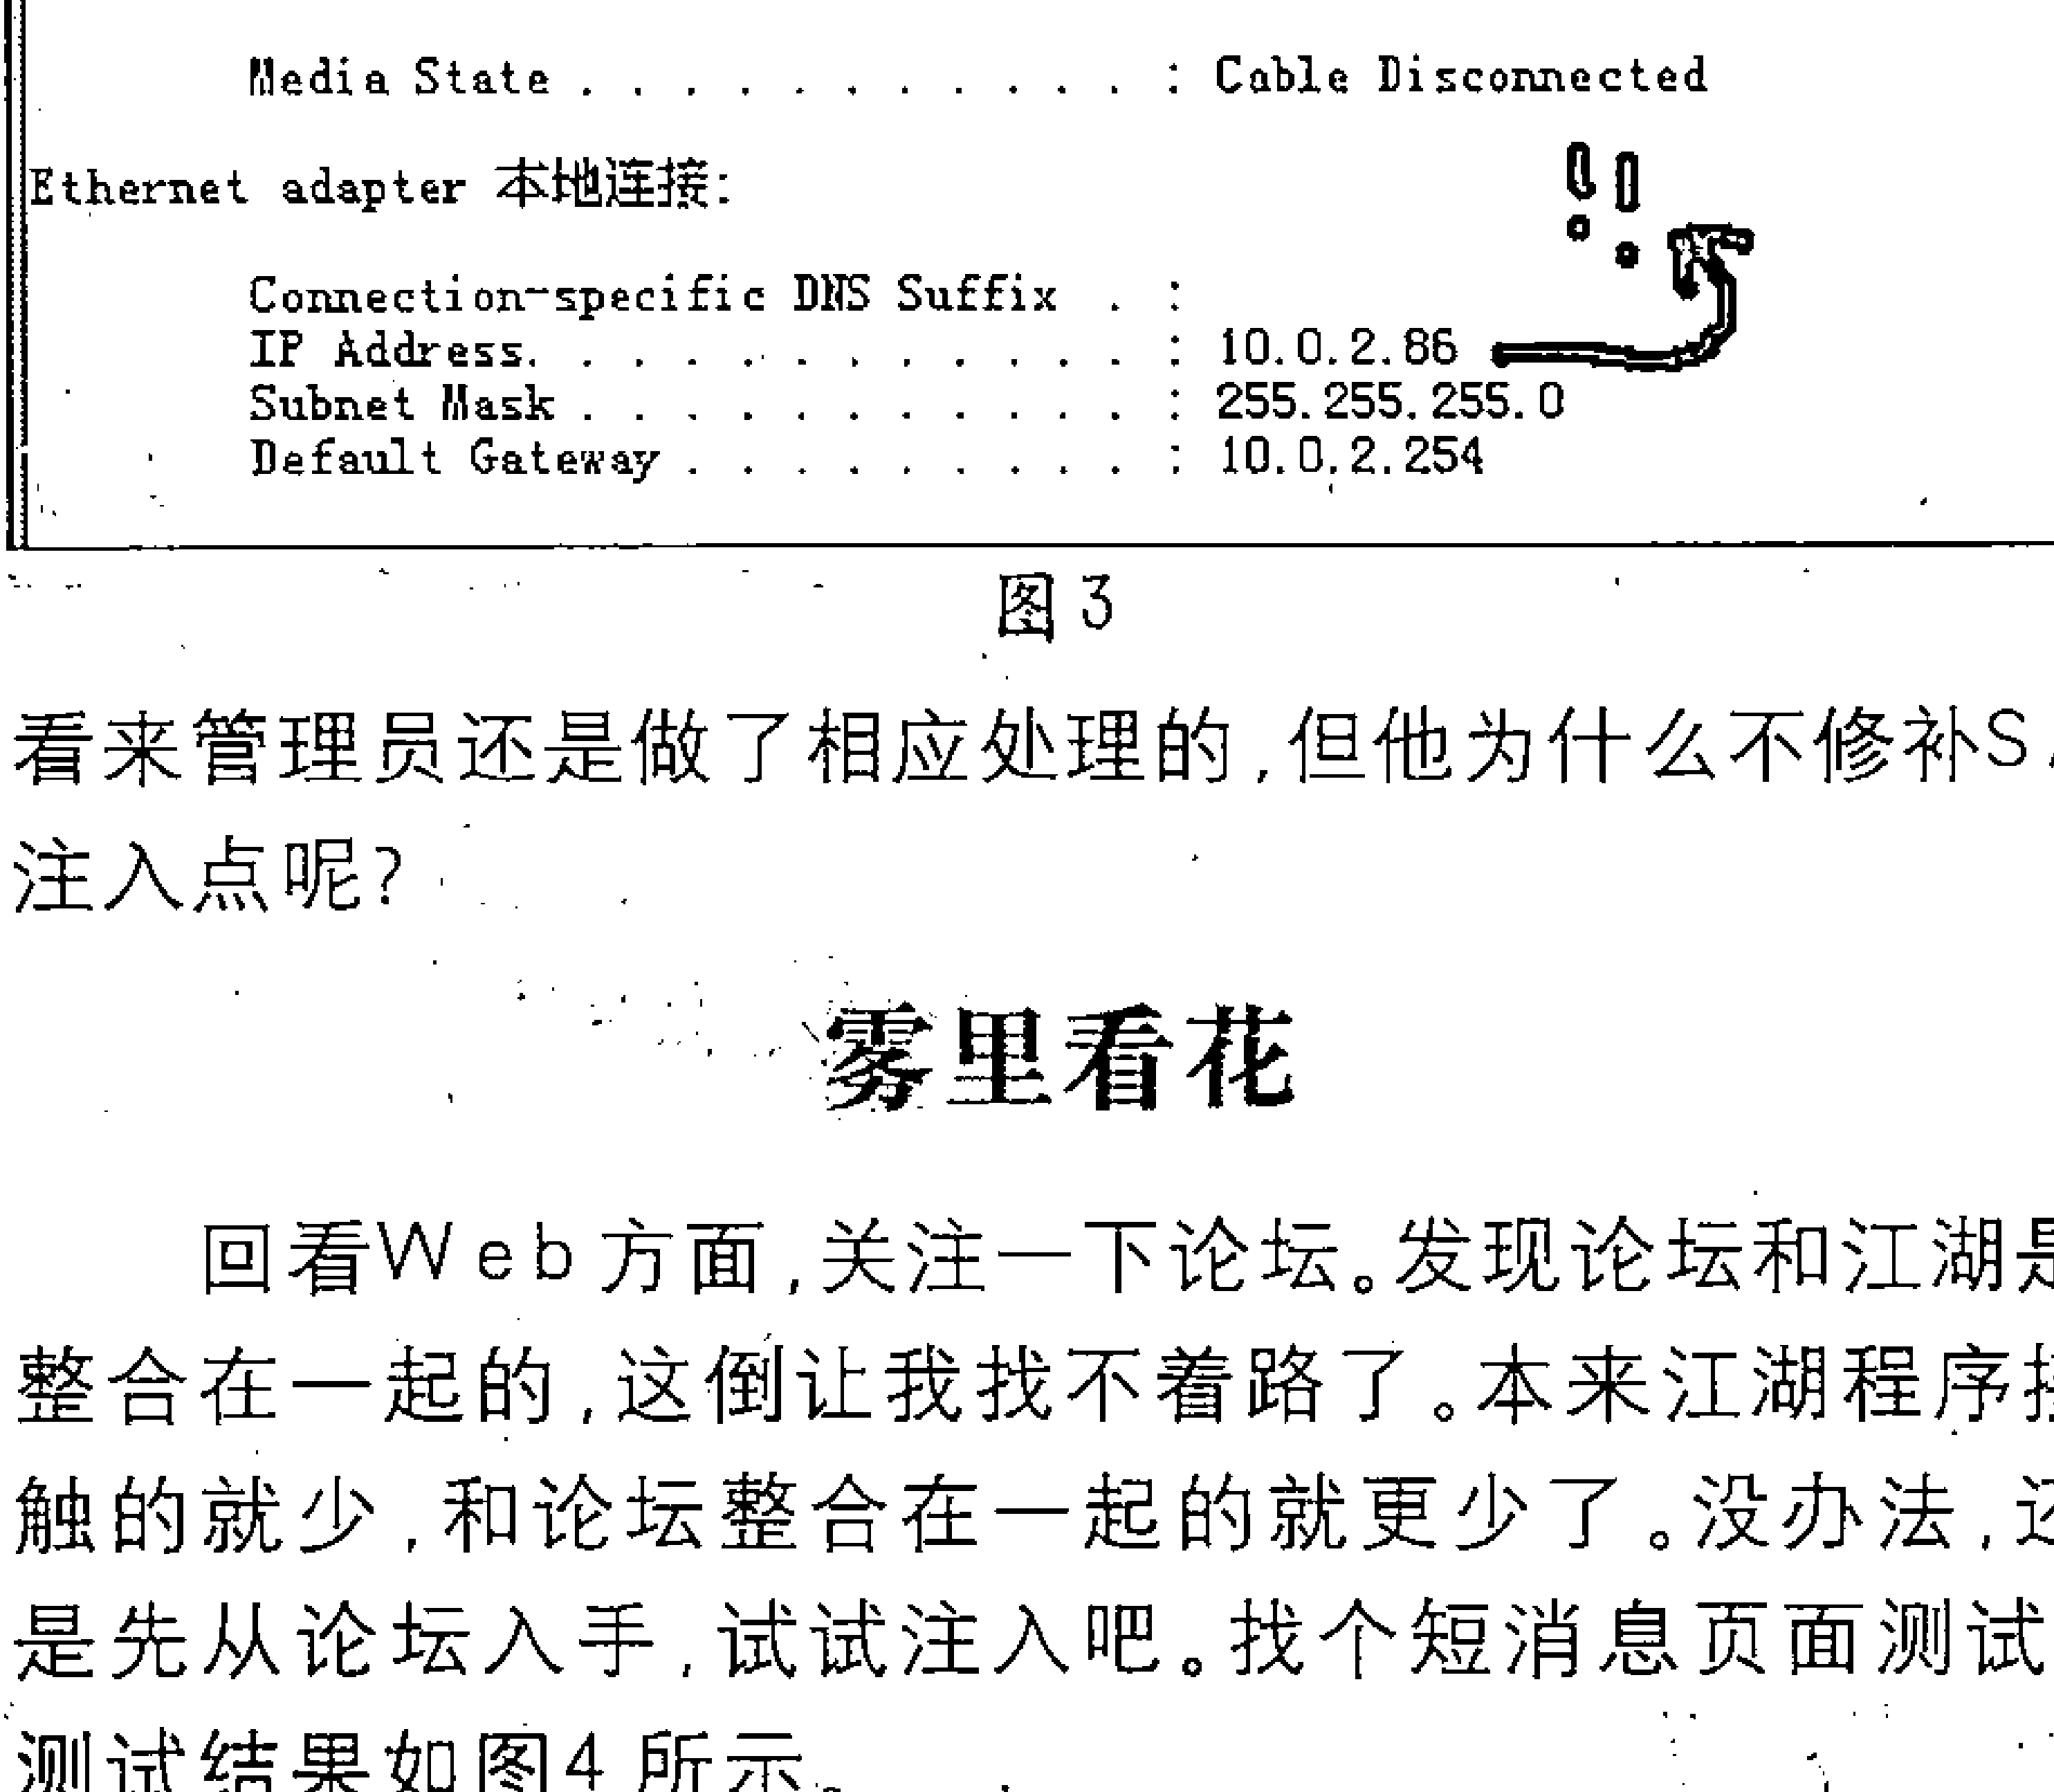 Media State . . . . . . . . . . . : Cable Disconnected
Ethernet adapter 本地连接:
Connection-specific DNS Suffix . :
IP Address. . . . . . . . . . . . : 10.0.2.86
Subnet Mask . . . . . . . . . . . : 255.255.255.0
Default Gateway . . . . . . . . . : 10.0.2.254
!!
图3
看来管理员还是做了相应处理的,但他为什么不修补S
注入点呢?
雾里看花
回看Web方面,关注一下论坛。发现论坛和江湖是
整合在一起的,这倒让我找不着路了。本来江湖程序接
触的就少,和论坛整合在一起的就更少了。没办法,还
是先从论坛入手,试试注入吧。找个短消息页面测试
测试结果如图4所示。